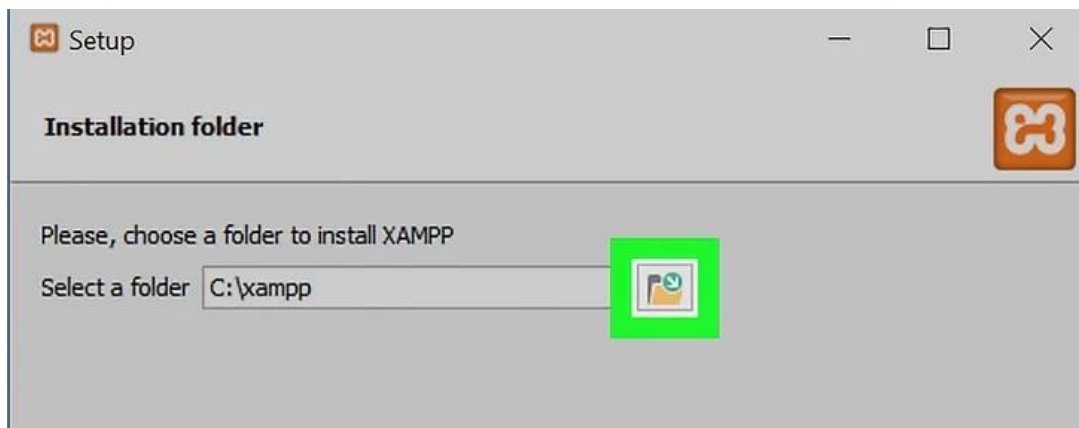 Setup
Installation folder
Please, choose a folder to install XAMPP
Select a folder C:\xampp